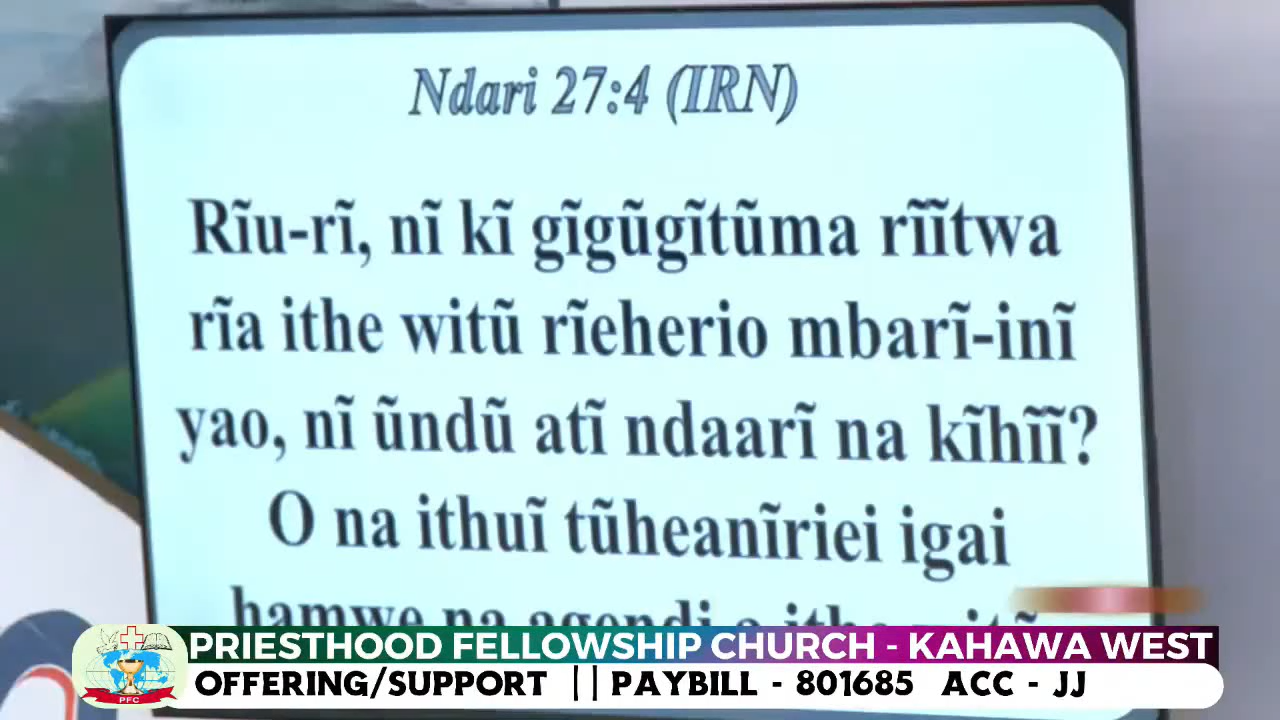 Ndari 27:4 (IRN)
Rĩu-rĩ, nĩ kĩ gĩgũgĩtũma rĩĩtwa
rĩa ithe witũ rĩeherio mbarĩ-inĩ
yao, nĩ ũndũ atĩ ndaarĩ na kĩhĩĩ?
O na ithuĩ tũheanĩriei igai
hamwe na
PRIESTHOOD FELLOWSHIP CHURCH - KAHAWA WEST
OFFERING/SUPPORT || PAYBILL - 801685 ACC - JJ
PFC